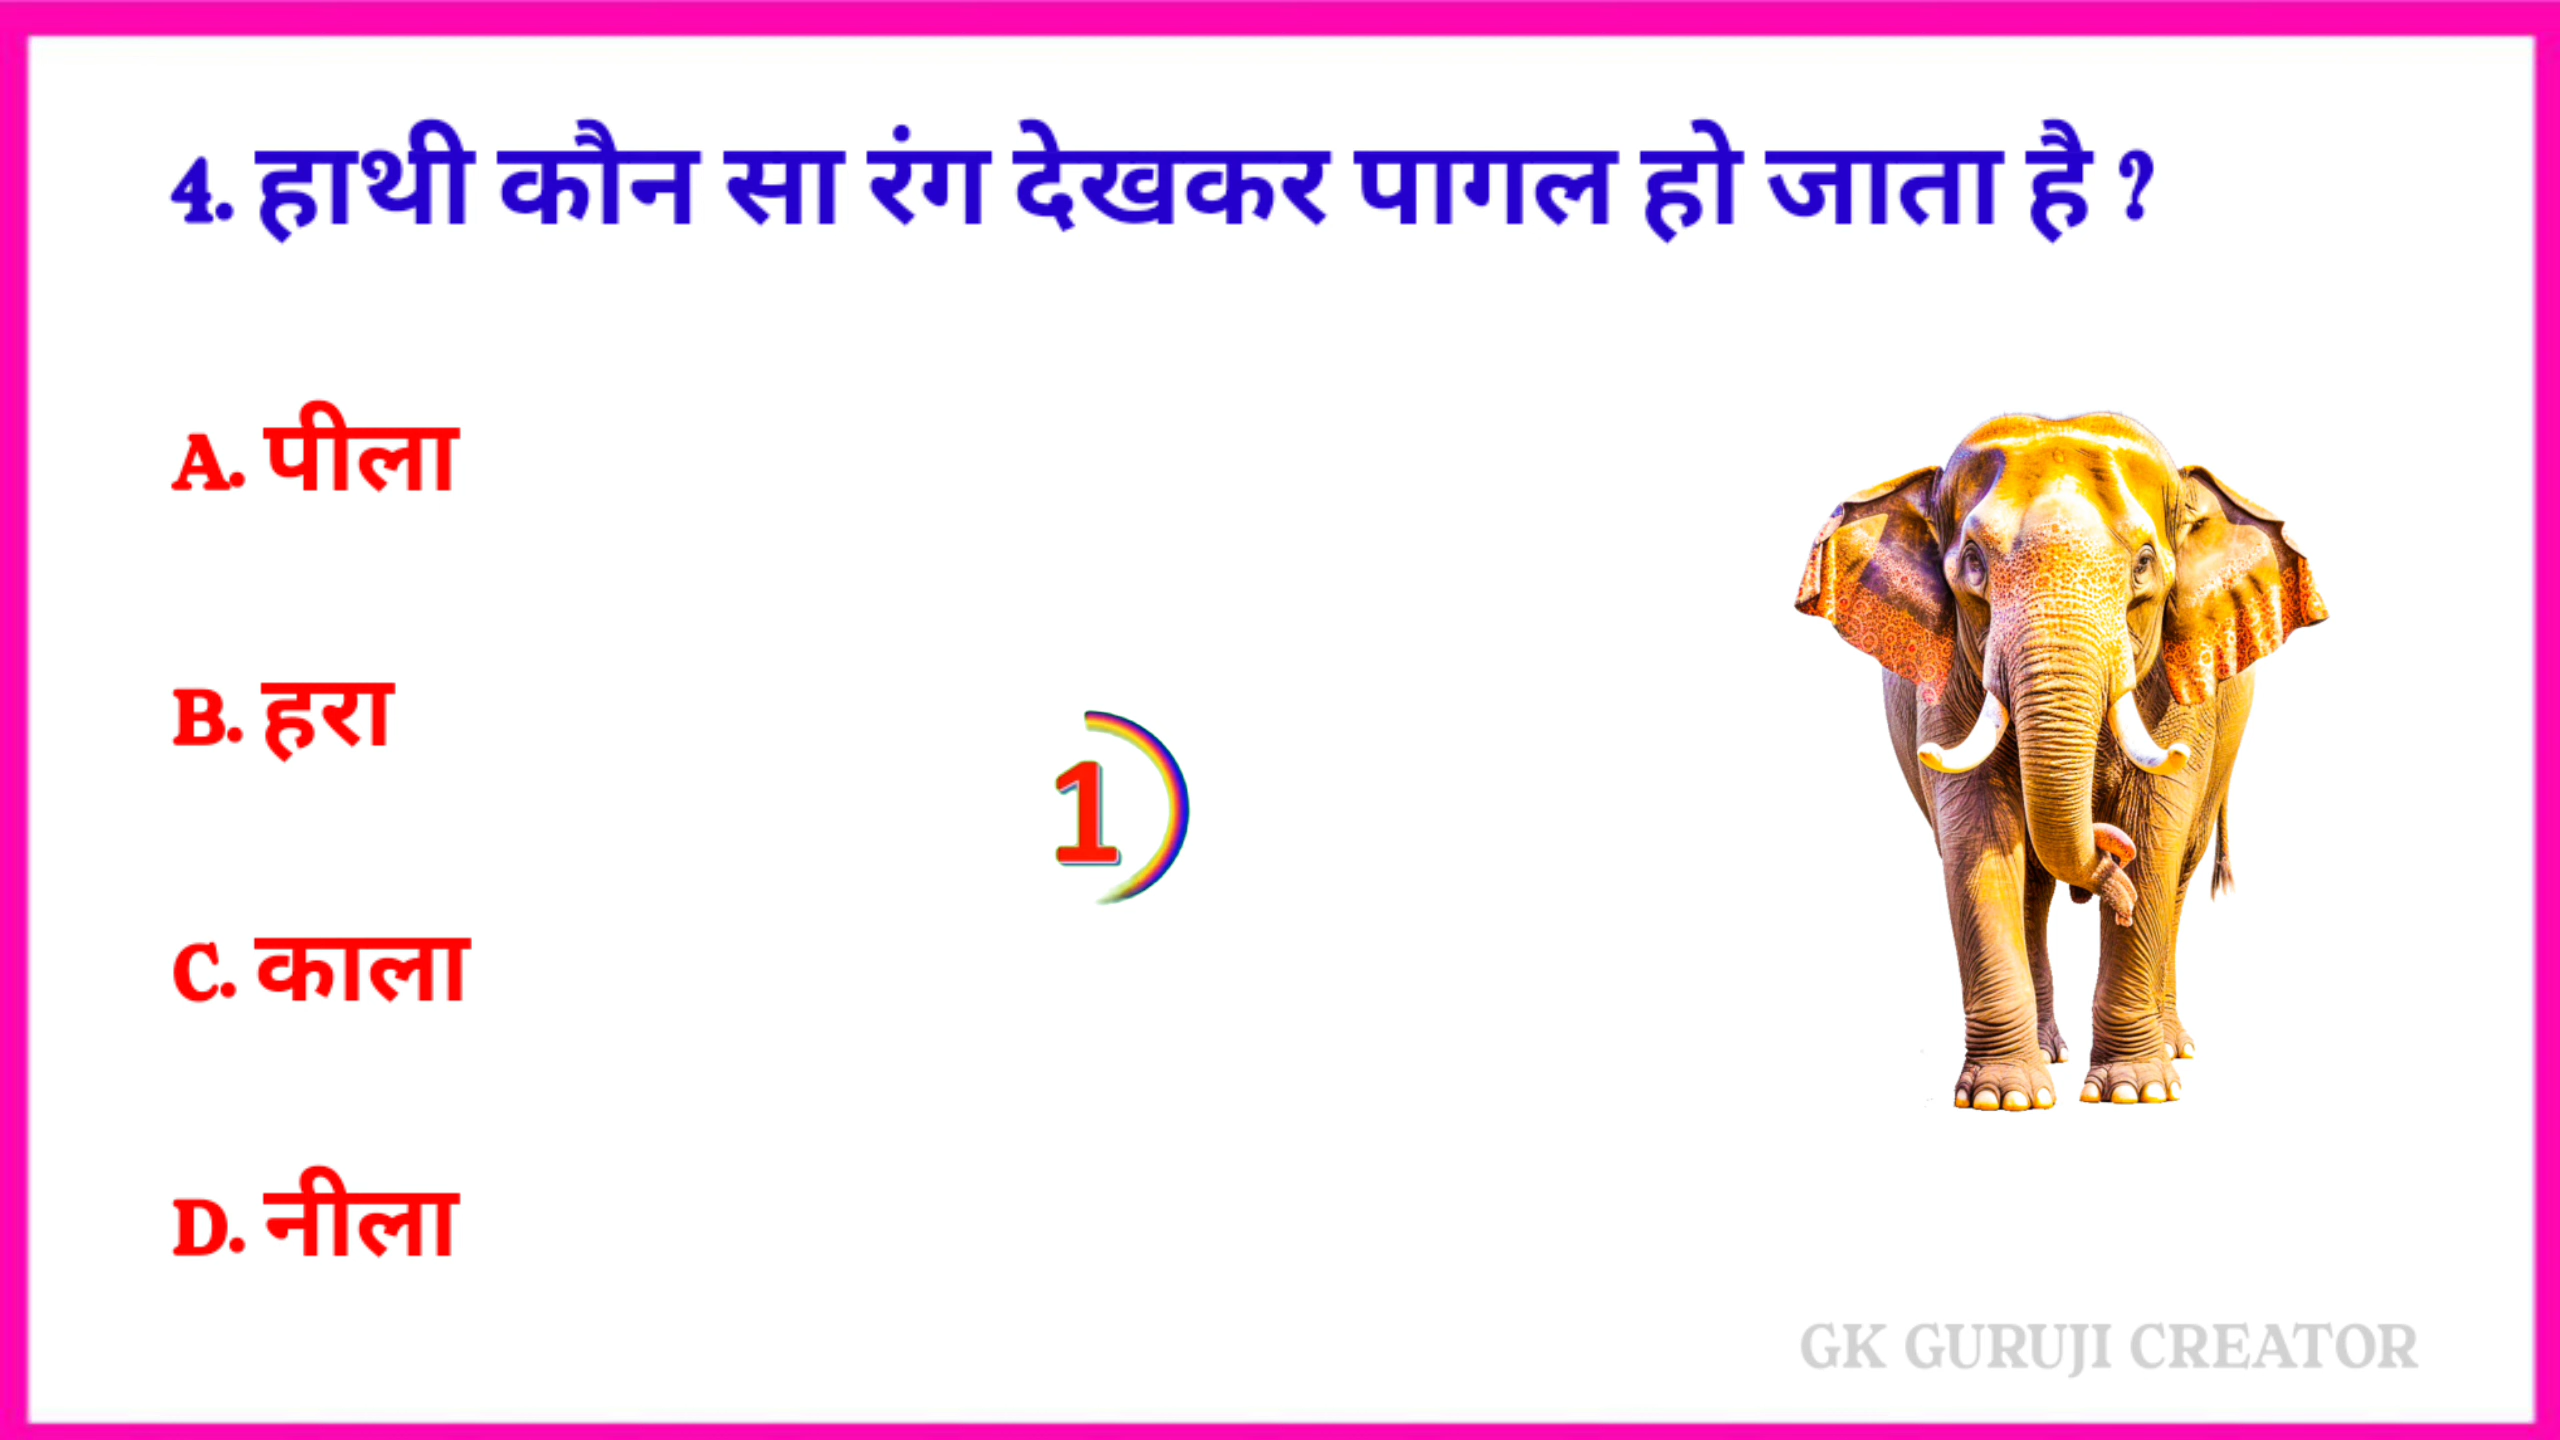 4. हाथी कौन सा रंग देखकर पागल हो जाता है ?
A. पीला
B. हरा
1
C. काला
D. नीला
GK GURUJI CREATOR